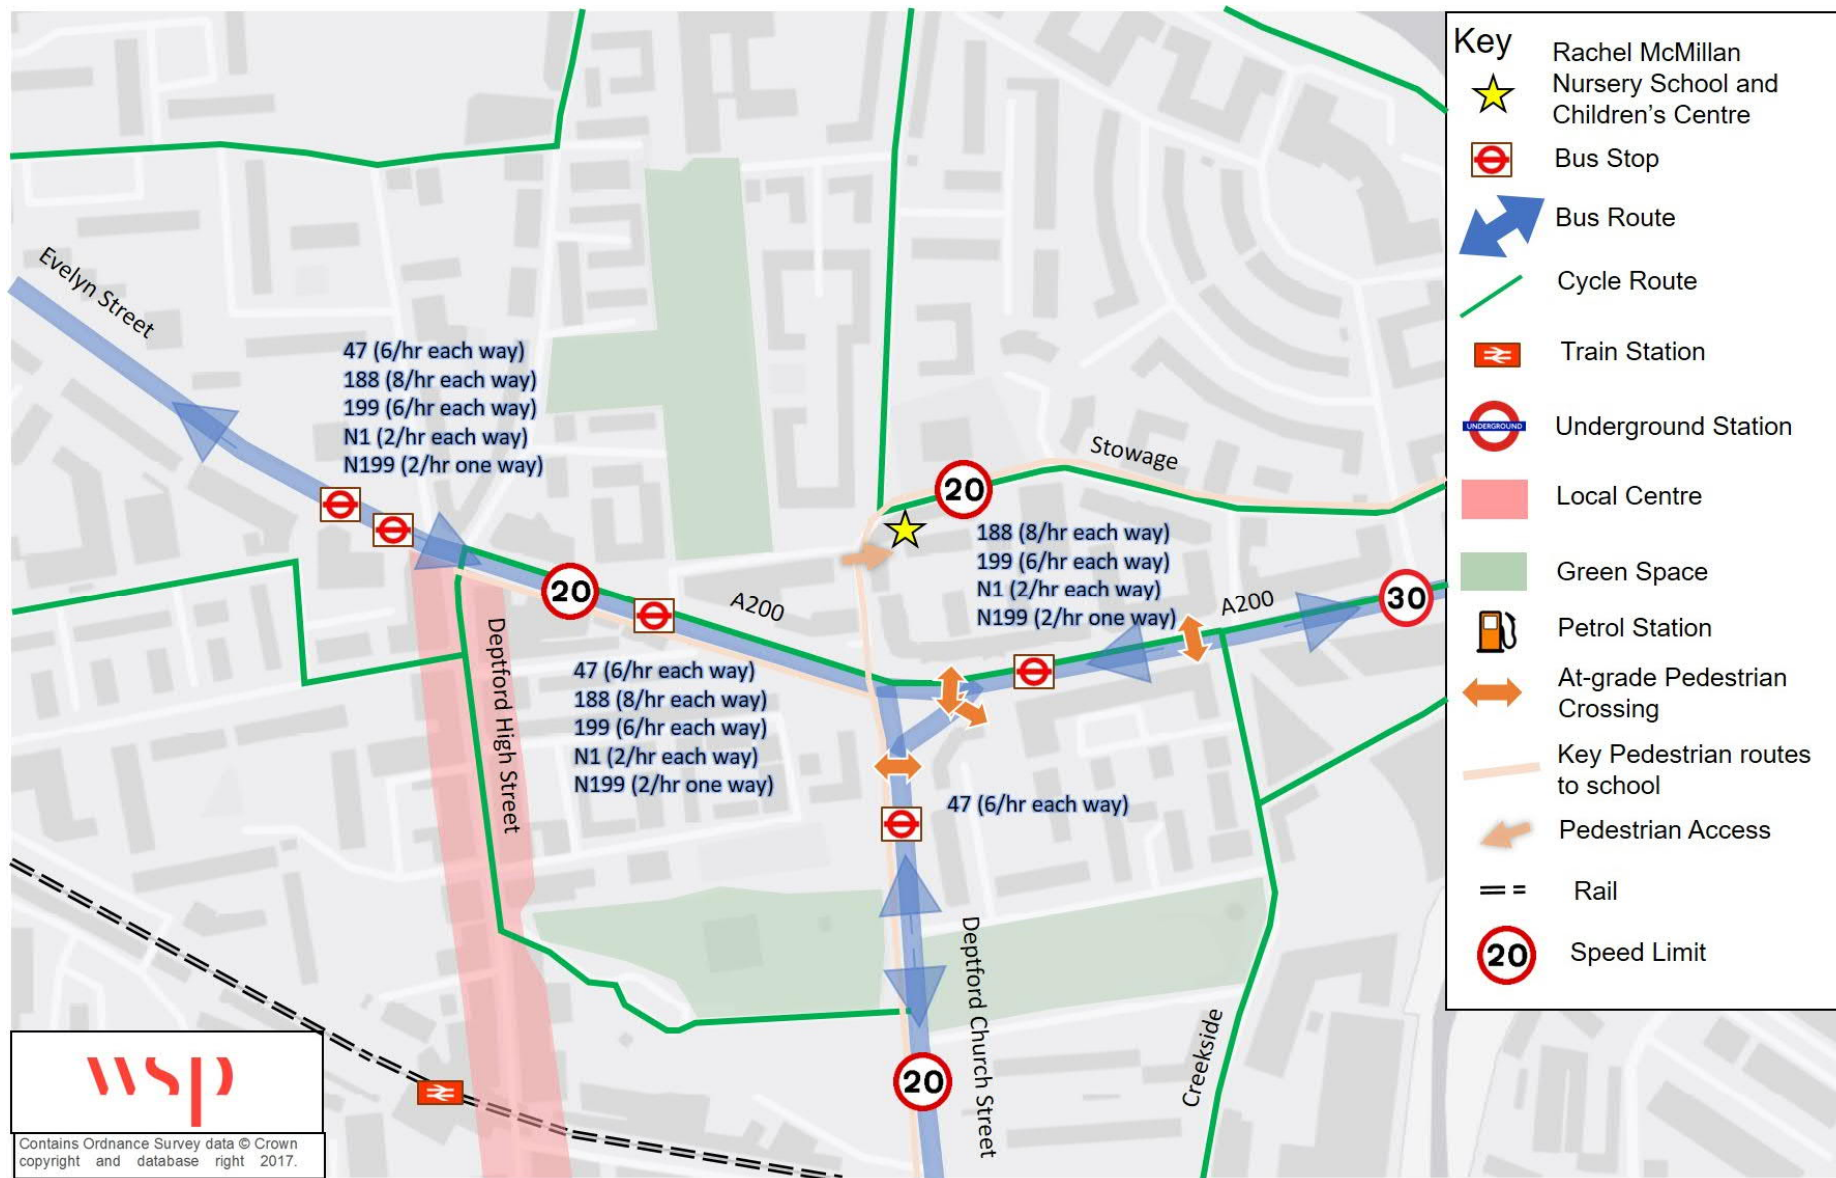 Evelyn Street
47 (6/hr each way)
188 (8/hr each way)
199 (6/hr each way)
N1 (2/hr each way)
N199 (2/hr one way)
Stowage
20
188 (8/hr each way)
199 (6/hr each way)
N1 (2/hr each way)
N199 (2/hr one way)
20
A200
A200
30
Deptford High Street
47 (6/hr each way)
188 (8/hr each way)
199 (6/hr each way)
N1 (2/hr each way)
N199 (2/hr one way)
47 (6/hr each way)
Deptford Church Street
Creekside
20
wsp
Contains Ordnance Survey data © Crown
copyright and database right 2017.
Key
Rachel McMillan
Nursery School and
Children's Centre
Bus Stop
Bus Route
Cycle Route
Train Station
UNDERGROUND
Underground Station
Local Centre
Green Space
Petrol Station
At-grade Pedestrian
Crossing
Key Pedestrian routes
to school
Pedestrian Access
Rail
20
Speed Limit